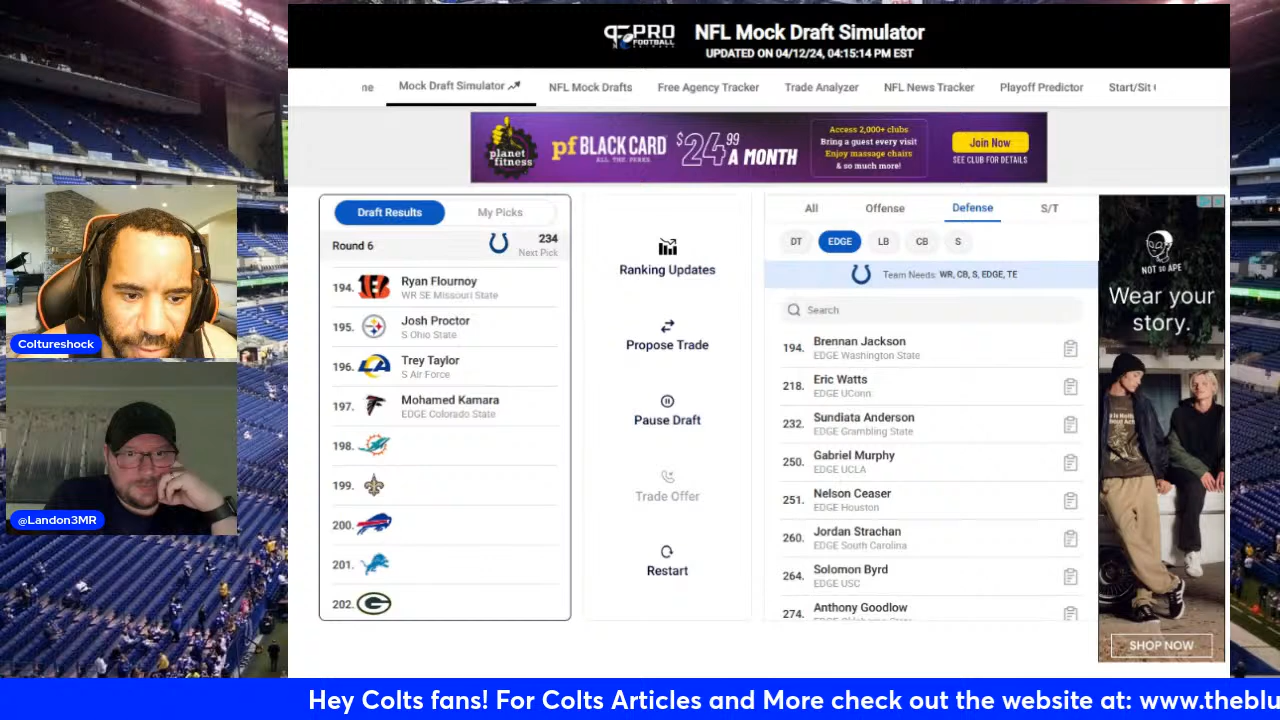 PRO
FOOTBALL
NFL Mock Draft Simulator
UPDATED ON 04/12/24, 04:15:14 PM EST
ne
Mock Draft Simulator
NFL Mock Drafts
Free Agency Tracker
Trade Analyzer
NFL News Tracker
Playoff Predictor
Start/Sit
planet
fitness
pf BLACK CARD
ALL THE PERKS.
$24.99
A MONTH
Access 2,000+ clubs
Bring a guest every visit
Enjoy massage chairs
& so much more!
Join Now
SEE CLUB FOR DETAILS
Draft Results
My Picks
Round 6
234
Next Pick
194.
Ryan Flournoy
WR SE Missouri State
195.
Josh Proctor
S Ohio State
196.
Trey Taylor
S Air Force
197.
Mohamed Kamara
EDGE Colorado State
198.
199.
200.
201.
202.
Ranking Updates
Propose Trade
Pause Draft
Trade Offer
Restart
All
Offense
Defense
S/T
DT
EDGE
LB
CB
S
Team Needs: WR, CB, S, EDGE, TE
Search
194.
Brennan Jackson
EDGE Washington State
218.
Eric Watts
EDGE UConn
232.
Sundiata Anderson
EDGE Grambling State
250.
Gabriel Murphy
EDGE UCLA
251.
Nelson Ceaser
EDGE Houston
260.
Jordan Strachan
EDGE South Carolina
264.
Solomon Byrd
EDGE USC
274.
Anthony Goodlow
NOT SO APE
Wear your
story.
SHOP NOW
Coltureshock
@Landon3MR
Hey Colts fans! For Colts Articles and More check out the website at: www.theblu